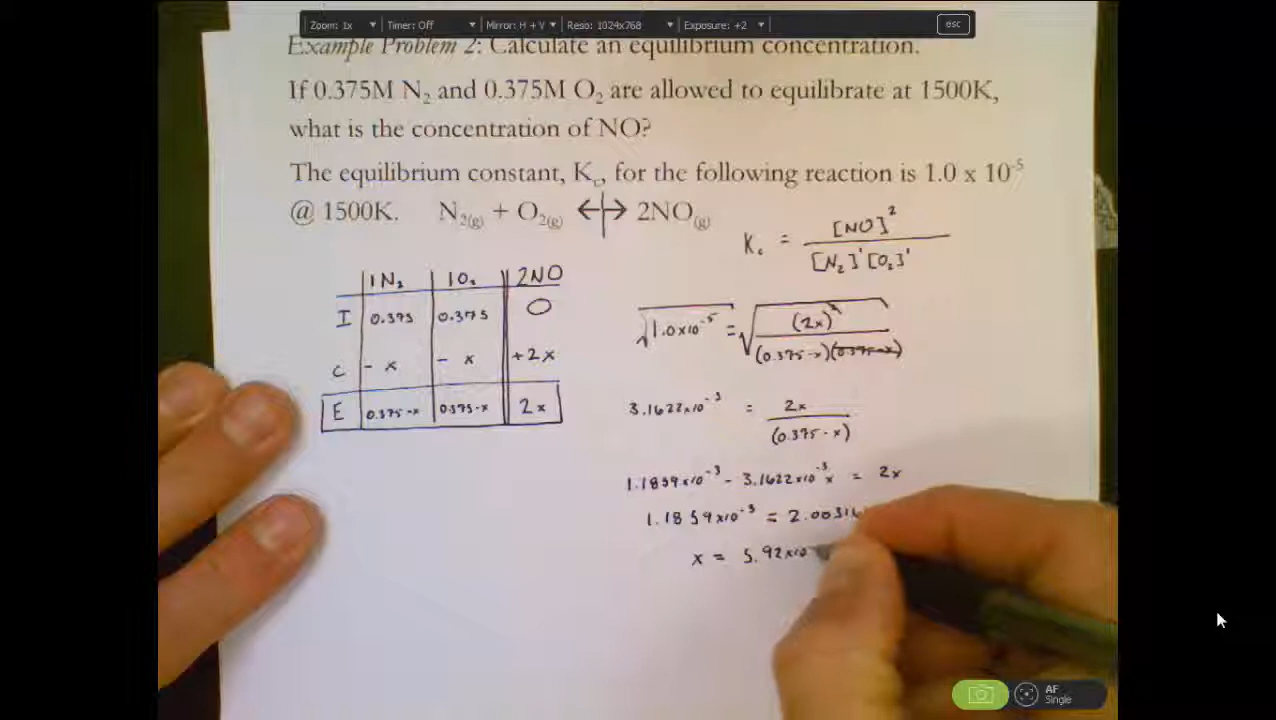 Zoom: 1x Timer: Off Mirror: H + V Reso: 1024x768 Exposure: +2 esc
Example Problem 2: Calculate an equilibrium concentration.
If 0.375M N₂ and 0.375M O₂ are allowed to equilibrate at 1500K,
what is the concentration of NO?
The equilibrium constant, K꜀, for the following reaction is 1.0 x 10⁻⁵
@ 1500K. N₂(g) + O₂(g) ←|→ 2NO(g)
K꜀ = [NO]² / [N₂]¹[O₂]¹
1N₂ 1O₂ 2NO
I 0.375 0.375 0
C - x - x +2x
E 0.375-x 0.375-x 2x
√1.0x10⁻⁵ = √(2x)² / (0.375-x)(0.375-x)
3.1622x10⁻³ = 2x / (0.375-x)
1.1859x10⁻³ - 3.1622x10⁻³x = 2x
1.1859x10⁻³ = 2.00316
x = 5.92x10
AF
Single